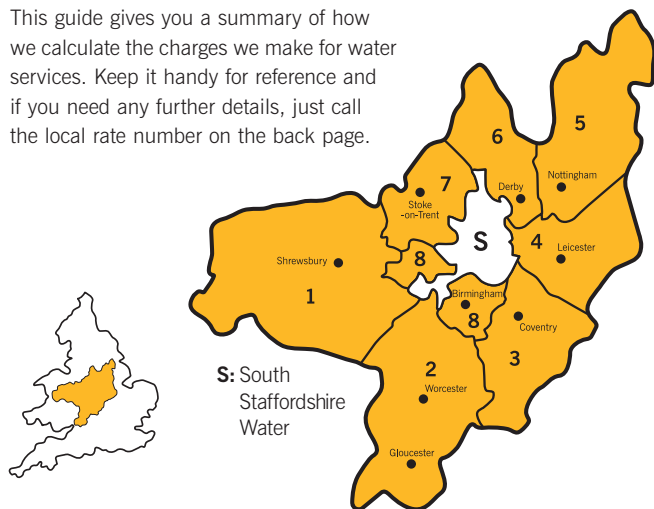 This guide gives you a summary of how
we calculate the charges we make for water
services. Keep it handy for reference and
if you need any further details, just call
the local rate number on the back page.
5
6
7
Nottingham
Derby
Stoke
-on-Trent
S
4
Leicester
8
Shrewsbury
1
Birmingham
8
Coventry
3
2
S: South
Staffordshire
Water
Worcester
Gloucester